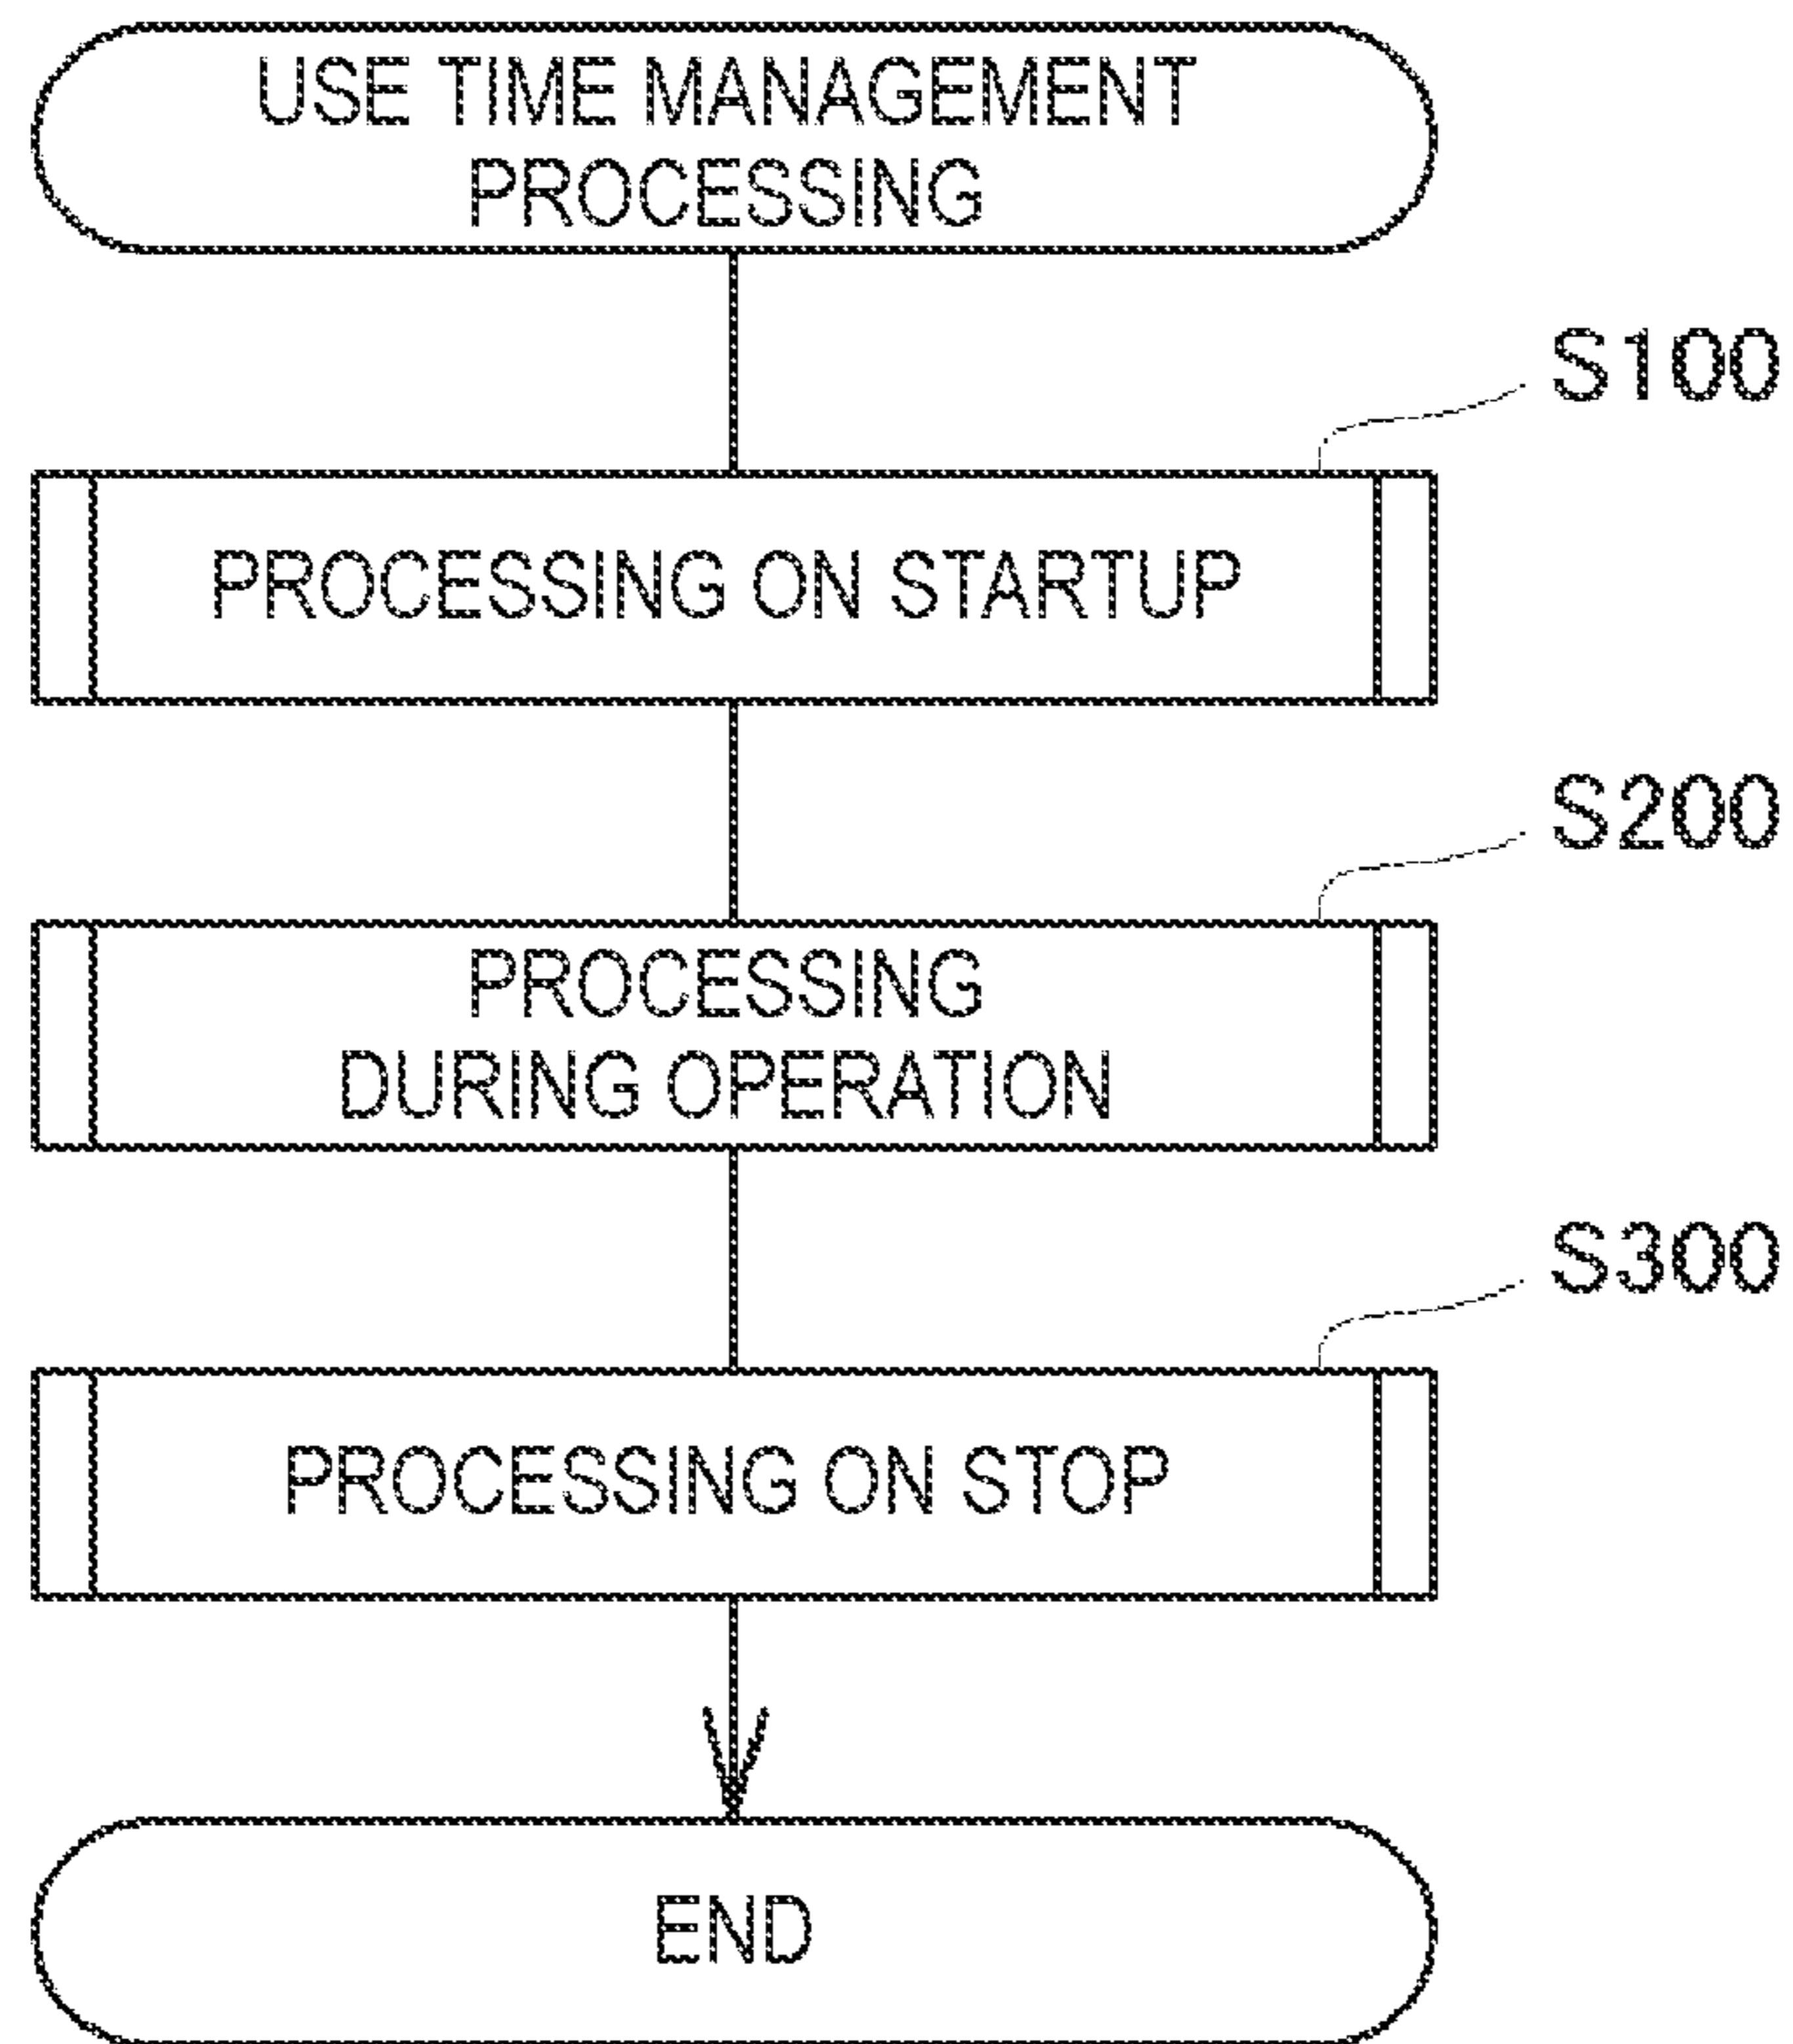 USE TIME MANAGEMENT
PROCESSING
S100
PROCESSING ON STARTUP
S200
PROCESSING
DURING OPERATION
S300
PROCESSING ON STOP
END